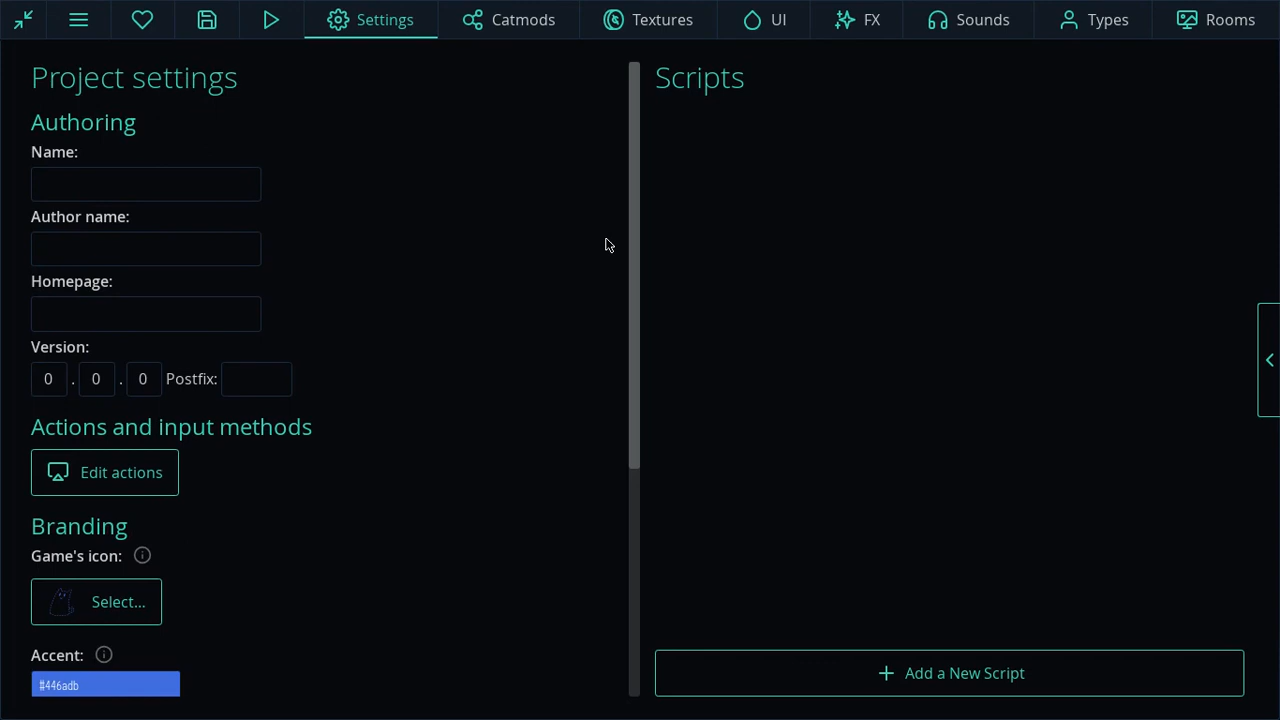 Settings Catmods Textures UI FX Sounds Types Rooms
Project settings
Authoring
Name:
Author name:
Homepage:
Version:
0 . 0 . 0 Postfix:
Actions and input methods
Edit actions
Branding
Game's icon:
Select...
Accent:
#446adb
Scripts
Add a New Script